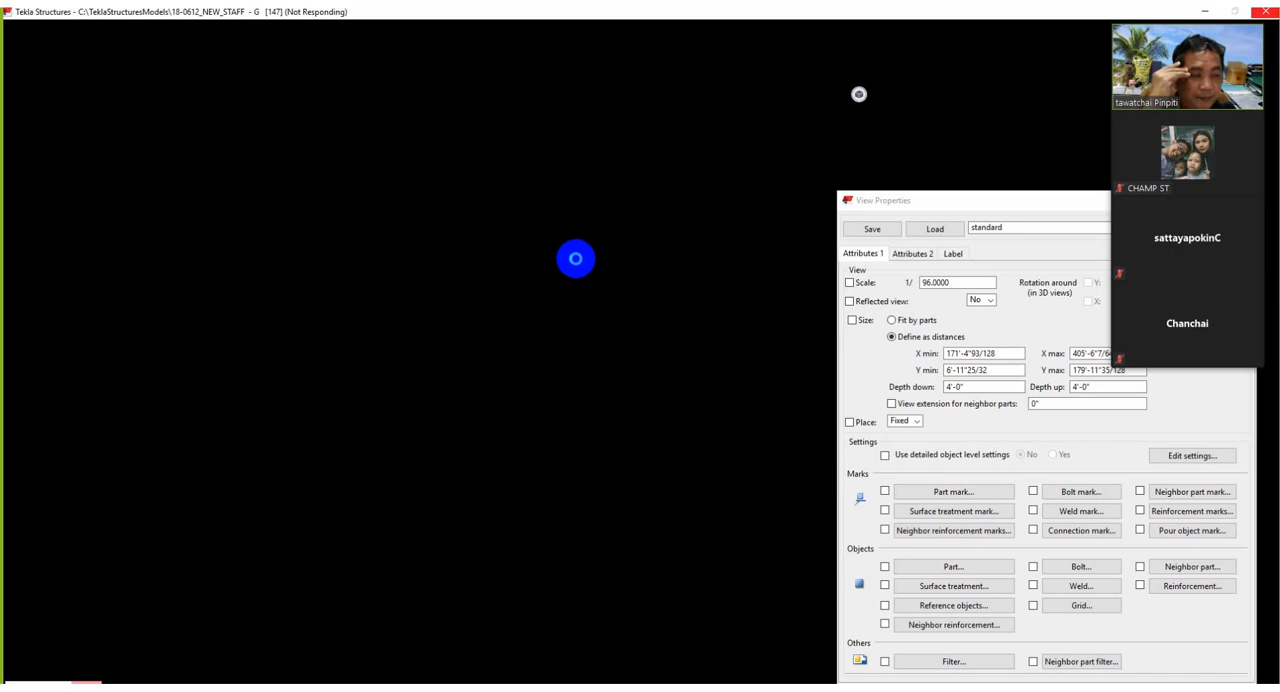 Tekla Structures - C:\TeklaStructuresModels\18-0612_NEW_STAFF - G [147] (Not Responding)
tawatchai Pinpiti
CHAMP ST
sattayapokinC
Chanchai
View Properties
Save Load standard
Attributes 1 Attributes 2 Label
View
Scale: 1/ 96.0000 Rotation around Y:
(in 3D views)
Reflected view: No X:
Size: Fit by parts
Define as distances
X min: 171'-4"93/128 X max: 405'-6"7/64
Y min: 6'-11"25/32 Y max: 179'-11"35/128
Depth down: 4'-0" Depth up: 4'-0"
View extension for neighbor parts: 0"
Place: Fixed
Settings
Use detailed object level settings No Yes Edit settings...
Marks
Part mark... Bolt mark... Neighbor part mark...
Surface treatment mark... Weld mark... Reinforcement marks...
Neighbor reinforcement marks... Connection mark... Pour object mark...
Objects
Part... Bolt... Neighbor part...
Surface treatment... Weld... Reinforcement...
Reference objects... Grid...
Neighbor reinforcement...
Others
Filter... Neighbor part filter...